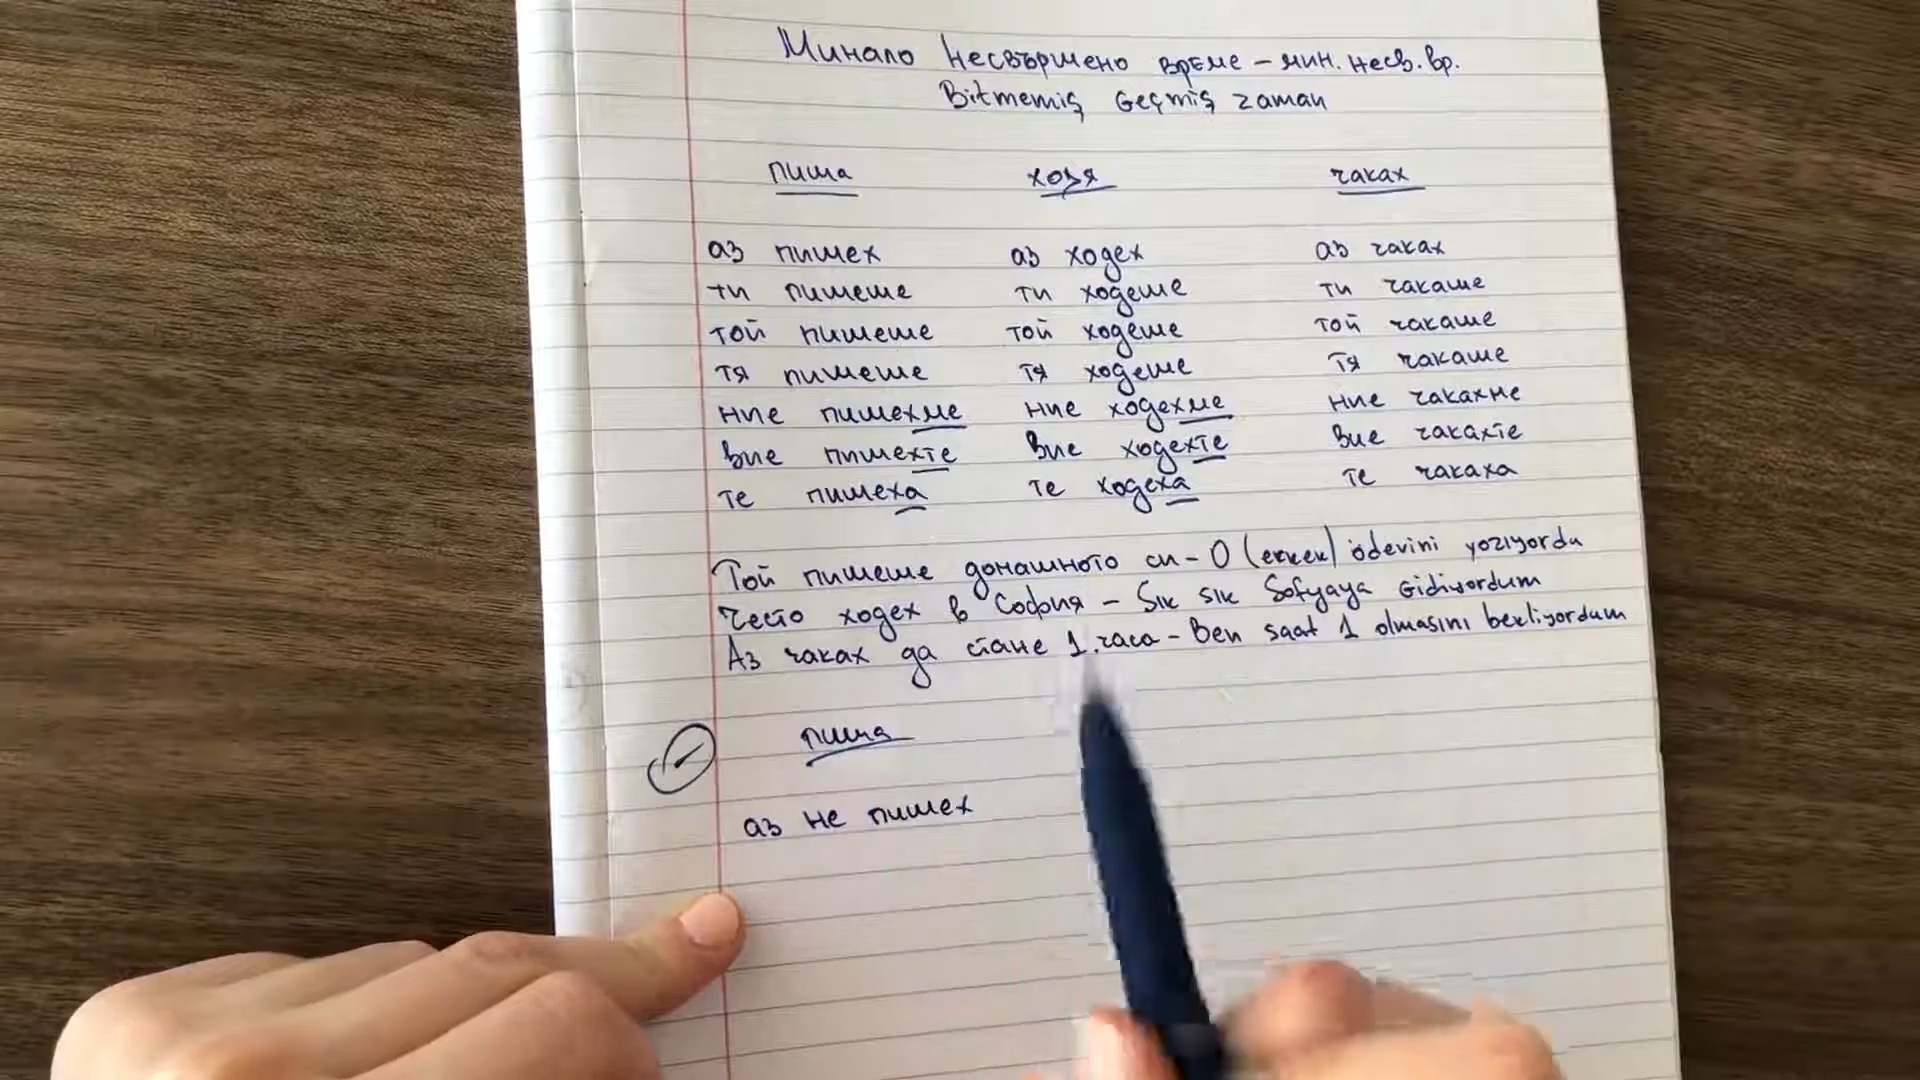 Минало Несвършено време - мин. несв. вр.
Bitmemiş Geçmiş zaman
пиша ходя чаках
аз пишех аз ходех аз чаках
ти пишеше ти ходеше ти чакаше
той пишеше той ходеше той чакаше
тя пишеше тя ходеше тя чакаше
ние пишехме ние ходехме ние чакахме
вие пишехте вие ходехте вие чакахте
те пишеха те ходеха те чакаха
Той пишеше домашното си - O (erkek) ödevini yazıyordu
Често ходех в София - Sık sık Sofyaya Gidiyordum
Аз чаках да стане 1 часа - Ben saat 1 olmasını bekliyordum
пиша
аз не пишех